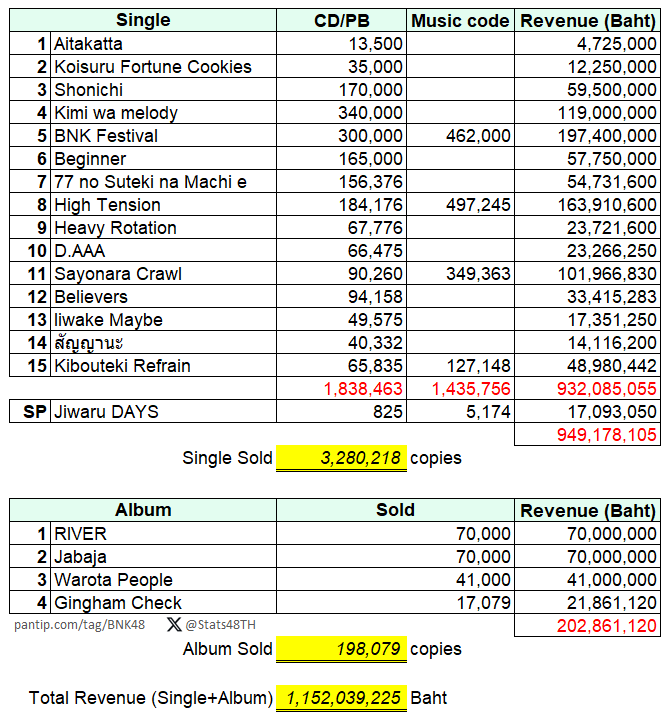 Single CD/PB Music code Revenue (Baht)
1 Aitakatta 13,500 4,725,000
2 Koisuru Fortune Cookies 35,000 12,250,000
3 Shonichi 170,000 59,500,000
4 Kimi wa melody 340,000 119,000,000
5 BNK Festival 300,000 462,000 197,400,000
6 Beginner 165,000 57,750,000
7 77 no Suteki na Machi e 156,376 54,731,600
8 High Tension 184,176 497,245 163,910,600
9 Heavy Rotation 67,776 23,721,600
10 D.AAA 66,475 23,266,250
11 Sayonara Crawl 90,260 349,363 101,966,830
12 Believers 94,158 33,415,283
13 Iiwake Maybe 49,575 17,351,250
14 สัญญานะ 40,332 14,116,200
15 Kibouteki Refrain 65,835 127,148 48,980,442
1,838,463 1,435,756 932,085,055
SP Jiwaru DAYS 825 5,174 17,093,050
949,178,105
Single Sold 3,280,218 copies
Album Sold Revenue (Baht)
1 RIVER 70,000 70,000,000
2 Jabaja 70,000 70,000,000
3 Warota People 41,000 41,000,000
4 Gingham Check 17,079 21,861,120
pantip.com/tag/BNK48 X @Stats48TH 202,861,120
Album Sold 198,079 copies
Total Revenue (Single+Album) 1,152,039,225 Baht